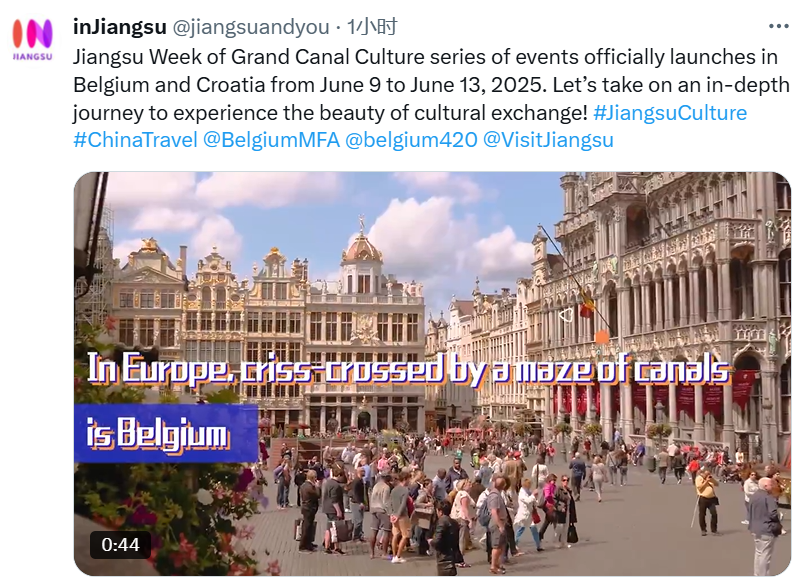 IN
JIANGSU
inJiangsu @jiangsuandyou · 1小时
Jiangsu Week of Grand Canal Culture series of events officially launches in
Belgium and Croatia from June 9 to June 13, 2025. Let’s take on an in-depth
journey to experience the beauty of cultural exchange! #JiangsuCulture
#ChinaTravel @BelgiumMFA @belgium420 @VisitJiangsu
In Europe, criss-crossed by a maze of canals
is Belgium
0:44